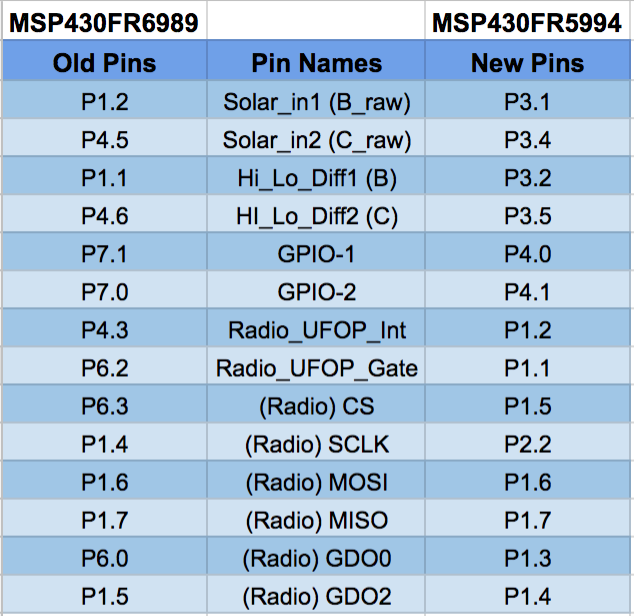 MSP430FR6989 MSP430FR5994
Old Pins Pin Names New Pins
P1.2 Solar_in1 (B_raw) P3.1
P4.5 Solar_in2 (C_raw) P3.4
P1.1 Hi_Lo_Diff1 (B) P3.2
P4.6 HI_Lo_Diff2 (C) P3.5
P7.1 GPIO-1 P4.0
P7.0 GPIO-2 P4.1
P4.3 Radio_UFOP_Int P1.2
P6.2 Radio_UFOP_Gate P1.1
P6.3 (Radio) CS P1.5
P1.4 (Radio) SCLK P2.2
P1.6 (Radio) MOSI P1.6
P1.7 (Radio) MISO P1.7
P6.0 (Radio) GDO0 P1.3
P1.5 (Radio) GDO2 P1.4